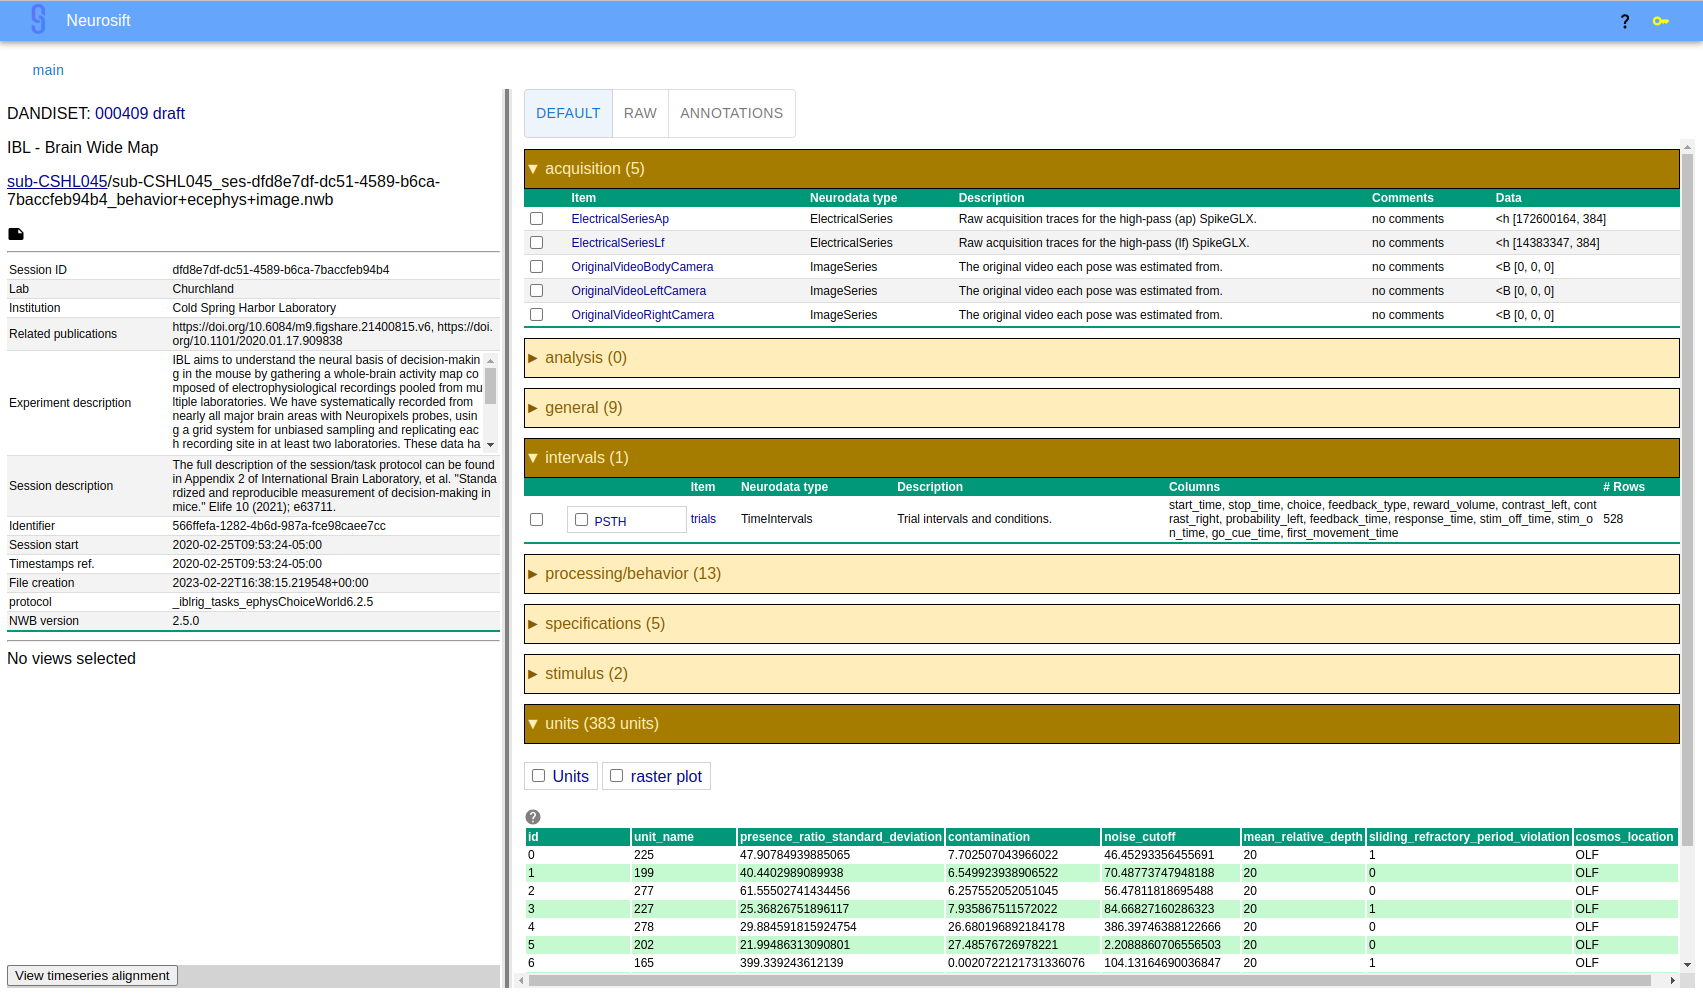 Neurosift
?
main
DANDISET: 000409 draft
IBL - Brain Wide Map
sub-CSHL045/sub-CSHL045_ses-dfd8e7df-dc51-4589-b6ca-
7baccfeb94b4_behavior+ecephys+image.nwb
Session ID dfd8e7df-dc51-4589-b6ca-7baccfeb94b4
Lab Churchland
Institution Cold Spring Harbor Laboratory
Related publications https://doi.org/10.6084/m9.figshare.21400815.v6, https://doi.
org/10.1101/2020.01.17.909838
Experiment description IBL aims to understand the neural basis of decision-makin
g in the mouse by gathering a whole-brain activity map co
mposed of electrophysiological recordings pooled from mu
ltiple laboratories. We have systematically recorded from
nearly all major brain areas with Neuropixels probes, usin
g a grid system for unbiased sampling and replicating eac
h recording site in at least two laboratories. These data ha
Session description The full description of the session/task protocol can be found
in Appendix 2 of International Brain Laboratory, et al. "Standa
rdized and reproducible measurement of decision-making in
mice." Elife 10 (2021); e63711.
Identifier 566ffefa-1282-4b6d-987a-fce98caee7cc
Session start 2020-02-25T09:53:24-05:00
Timestamps ref. 2020-02-25T09:53:24-05:00
File creation 2023-02-22T16:38:15.219548+00:00
protocol _iblrig_tasks_ephysChoiceWorld6.2.5
NWB version 2.5.0
No views selected
View timeseries alignment
DEFAULT RAW ANNOTATIONS
▼ acquisition (5)
Item Neurodata type Description Comments Data
ElectricalSeriesAp ElectricalSeries Raw acquisition traces for the high-pass (ap) SpikeGLX. no comments <h [172600164, 384]
ElectricalSeriesLf ElectricalSeries Raw acquisition traces for the high-pass (lf) SpikeGLX. no comments <h [14383347, 384]
OriginalVideoBodyCamera ImageSeries The original video each pose was estimated from. no comments <B [0, 0, 0]
OriginalVideoLeftCamera ImageSeries The original video each pose was estimated from. no comments <B [0, 0, 0]
OriginalVideoRightCamera ImageSeries The original video each pose was estimated from. no comments <B [0, 0, 0]
► analysis (0)
► general (9)
▼ intervals (1)
Item Neurodata type Description Columns # Rows
PSTH trials TimeIntervals Trial intervals and conditions. start_time, stop_time, choice, feedback_type, reward_volume, contrast_left, cont
rast_right, probability_left, feedback_time, response_time, stim_off_time, stim_o 528
n_time, go_cue_time, first_movement_time
► processing/behavior (13)
► specifications (5)
► stimulus (2)
▼ units (383 units)
Units raster plot
?
id unit_name presence_ratio_standard_deviation contamination noise_cutoff mean_relative_depth sliding_refractory_period_violation cosmos_location
0 225 47.90784939885065 7.702507043966022 46.45293356455691 20 1 OLF
1 199 40.4402989089938 6.549923938906522 70.48773747948188 20 0 OLF
2 277 61.55502741434456 6.257552052051045 56.47811818695488 20 0 OLF
3 227 25.36826751896117 7.935867511572022 84.66827160286323 20 1 OLF
4 278 29.884591815924754 26.680196892184178 386.39746388122666 20 0 OLF
5 202 21.99486313090801 27.48576726978221 2.2088860706556503 20 0 OLF
6 165 399.339243612139 0.0020722121731336076 104.13164690036847 20 1 OLF